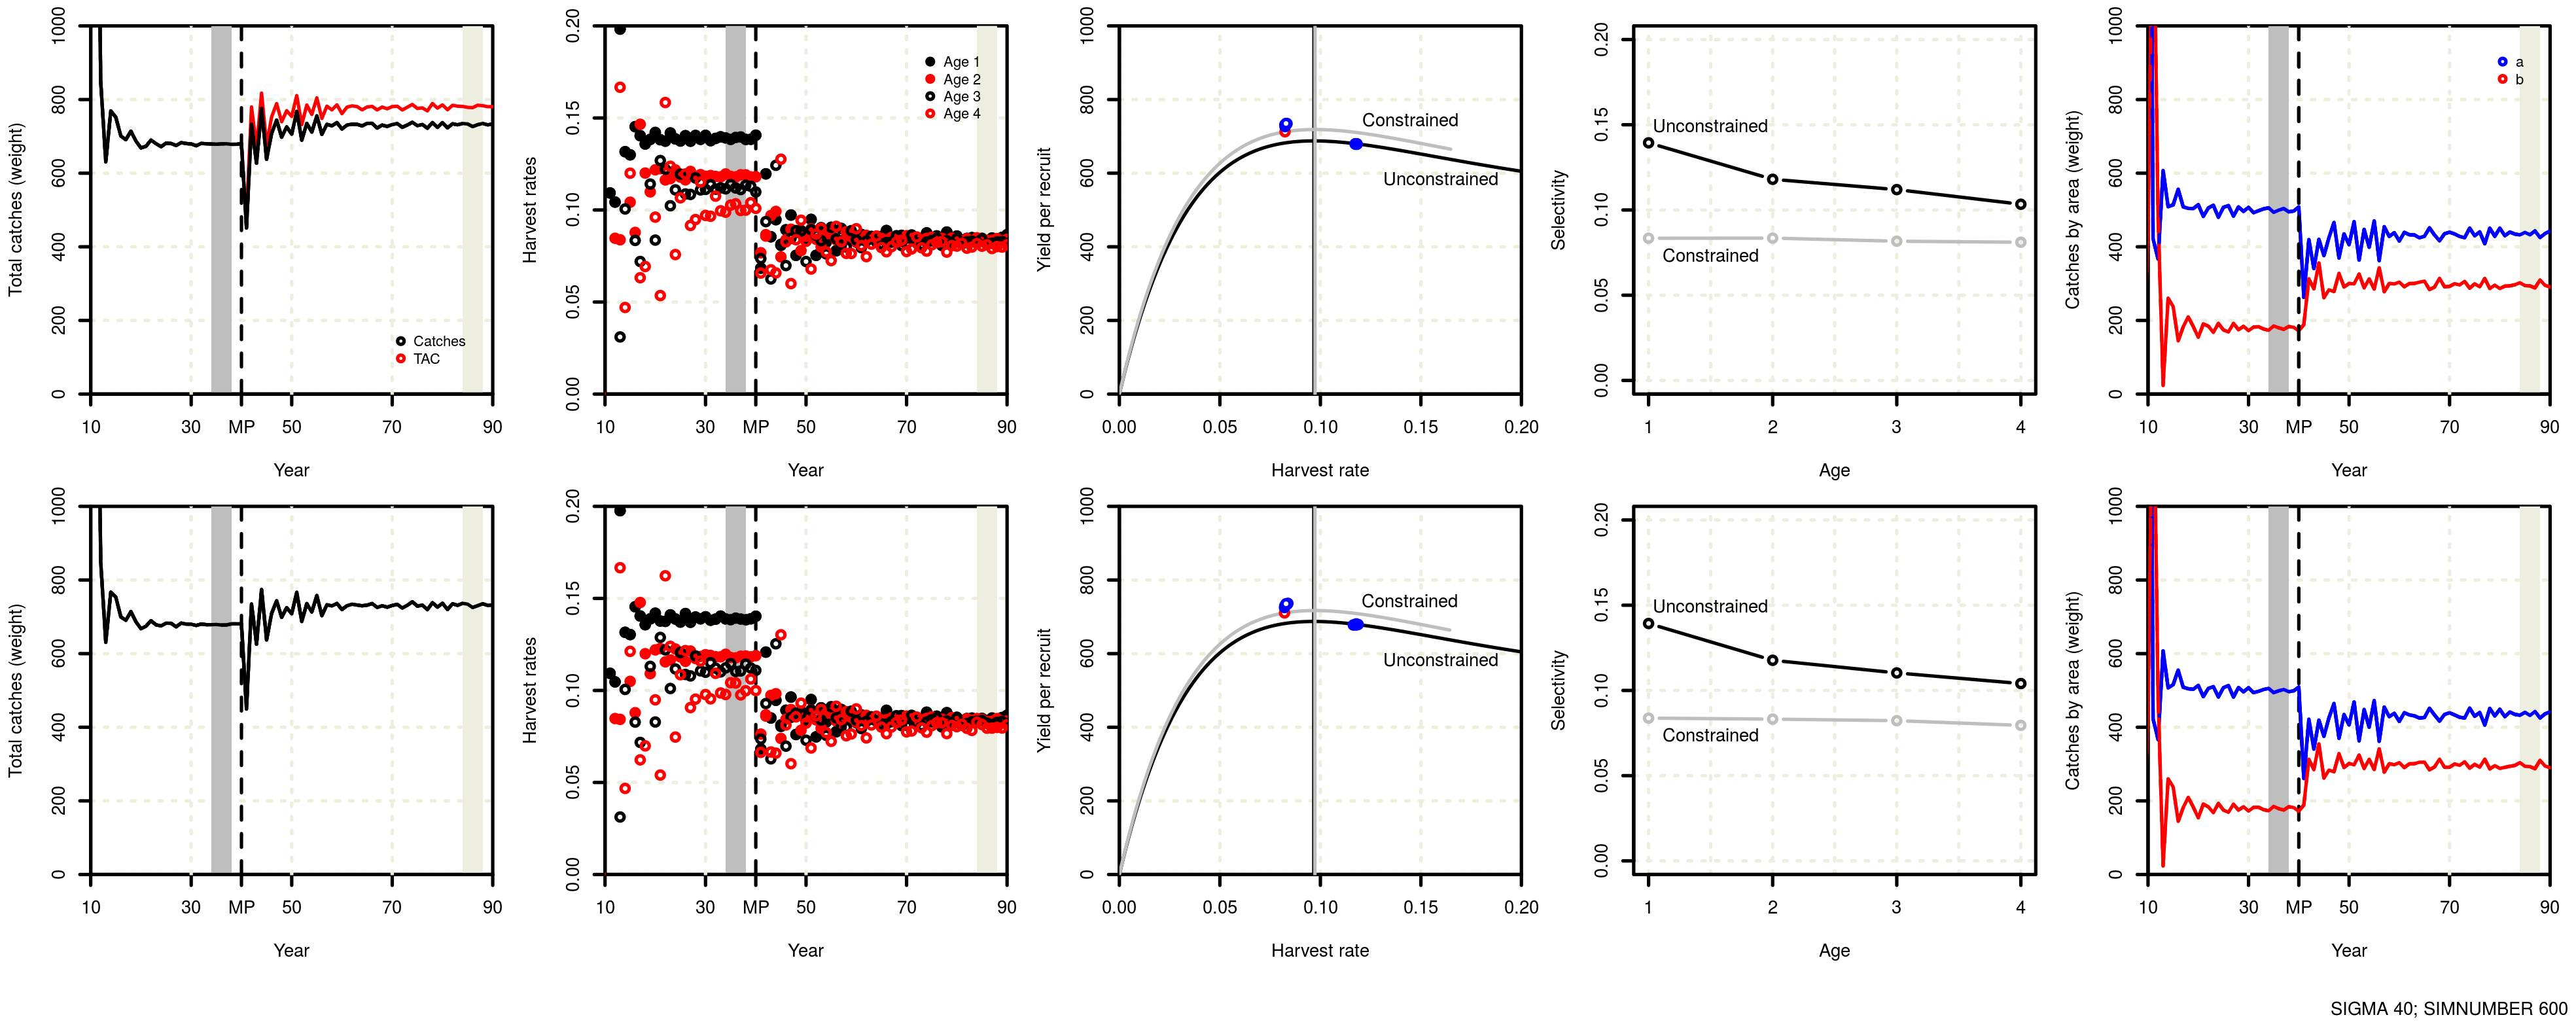 Total catches (weight)
0 200 400 600 800 1000
Catches
TAC
10 30 MP 50 70 90
Year
Harvest rates
0.00 0.05 0.10 0.15 0.20
Age 1
Age 2
Age 3
Age 4
10 30 MP 50 70 90
Year
Yield per recruit
0 200 400 600 800 1000
Constrained
Unconstrained
0.00 0.05 0.10 0.15 0.20
Harvest rate
Selectivity
0.00 0.05 0.10 0.15 0.20
Unconstrained
Constrained
1 2 3 4
Age
Catches by area (weight)
0 200 400 600 800 1000
a
b
10 30 MP 50 70 90
Year
Total catches (weight)
0 200 400 600 800 1000
10 30 MP 50 70 90
Year
Harvest rates
0.00 0.05 0.10 0.15 0.20
10 30 MP 50 70 90
Year
Yield per recruit
0 200 400 600 800 1000
Constrained
Unconstrained
0.00 0.05 0.10 0.15 0.20
Harvest rate
Selectivity
0.00 0.05 0.10 0.15 0.20
Unconstrained
Constrained
1 2 3 4
Age
Catches by area (weight)
0 200 400 600 800 1000
10 30 MP 50 70 90
Year
SIGMA 40; SIMNUMBER 600